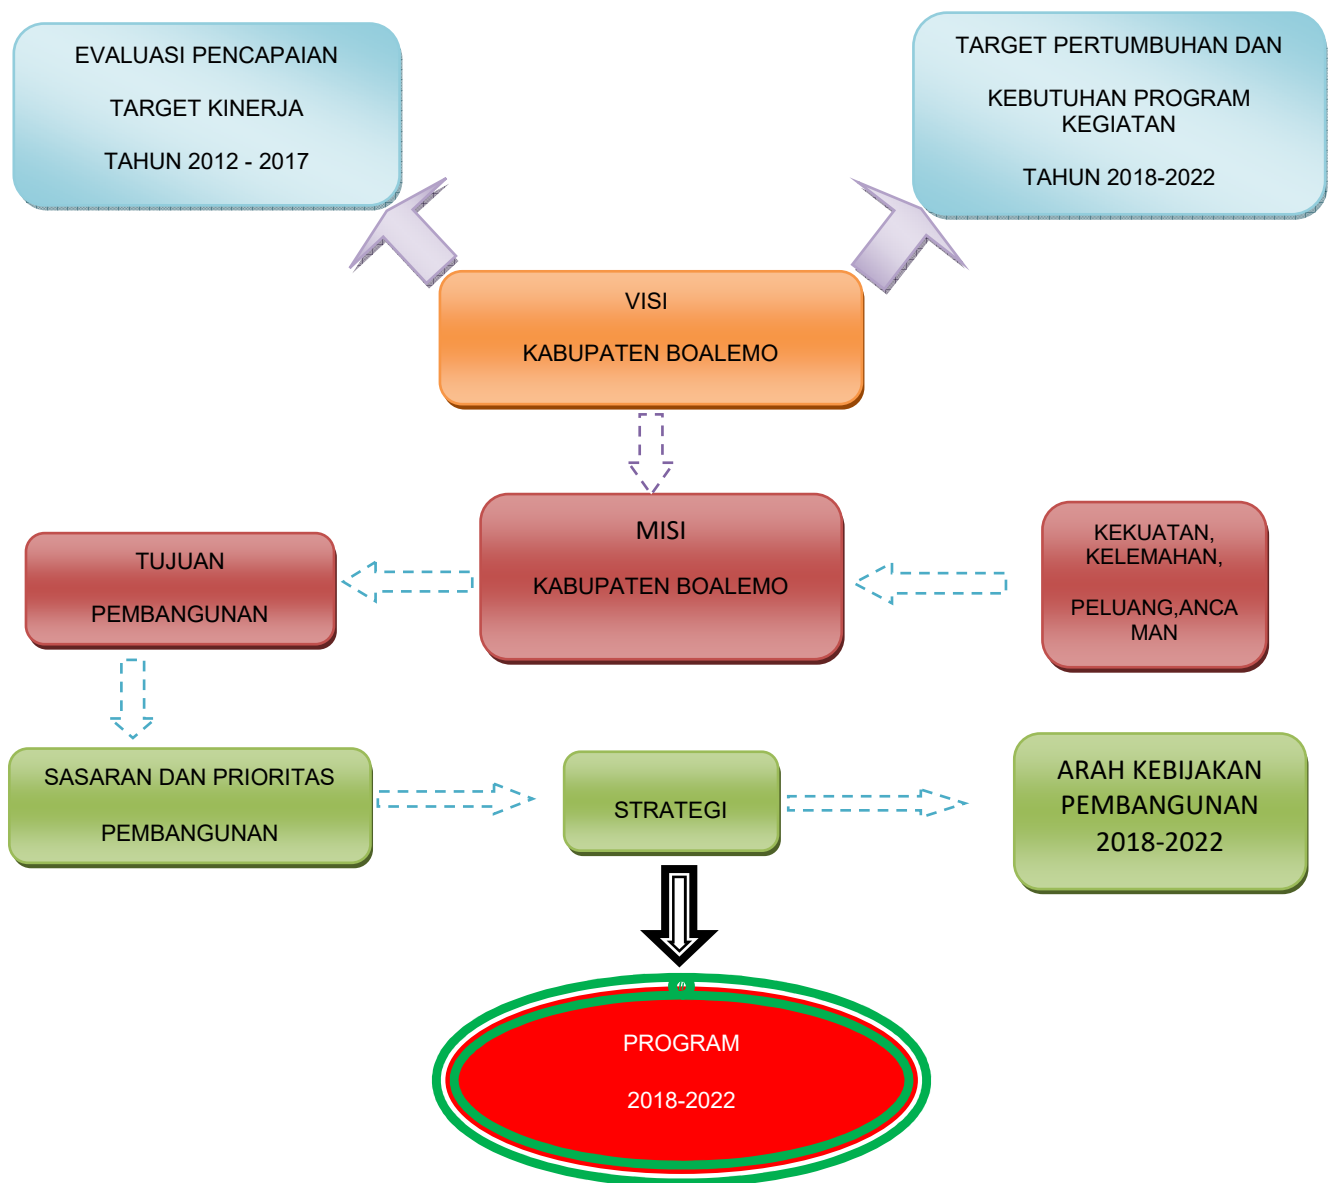 EVALUASI PENCAPAIAN
TARGET KINERJA
TAHUN 2012 - 2017
TARGET PERTUMBUHAN DAN
KEBUTUHAN PROGRAM
KEGIATAN
TAHUN 2018-2022
VISI
KABUPATEN BOALEMO
TUJUAN
PEMBANGUNAN
MISI
KABUPATEN BOALEMO
KEKUATAN,
KELEMAHAN,
PELUANG,ANCA
MAN
SASARAN DAN PRIORITAS
PEMBANGUNAN
STRATEGI
ARAH KEBIJAKAN
PEMBANGUNAN
2018-2022
PROGRAM
2018-2022